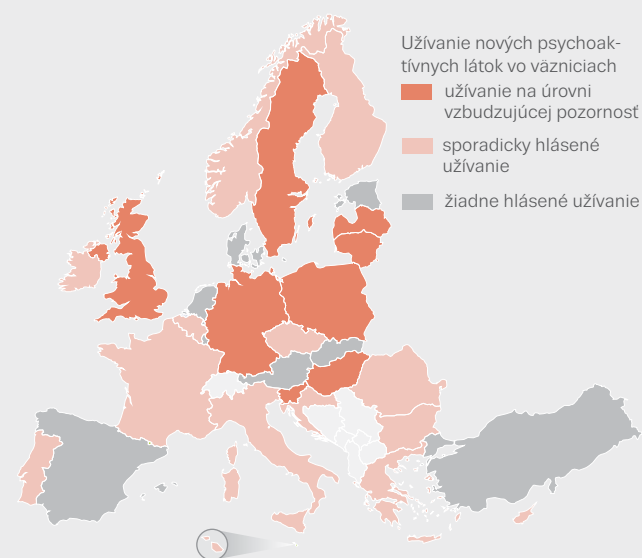 Užívanie nových psychoak-
tívnych látok vo väzniciach
užívanie na úrovni
vzbudzujúcej pozornosť
sporadicky hlásené
užívanie
žiadne hlásené užívanie